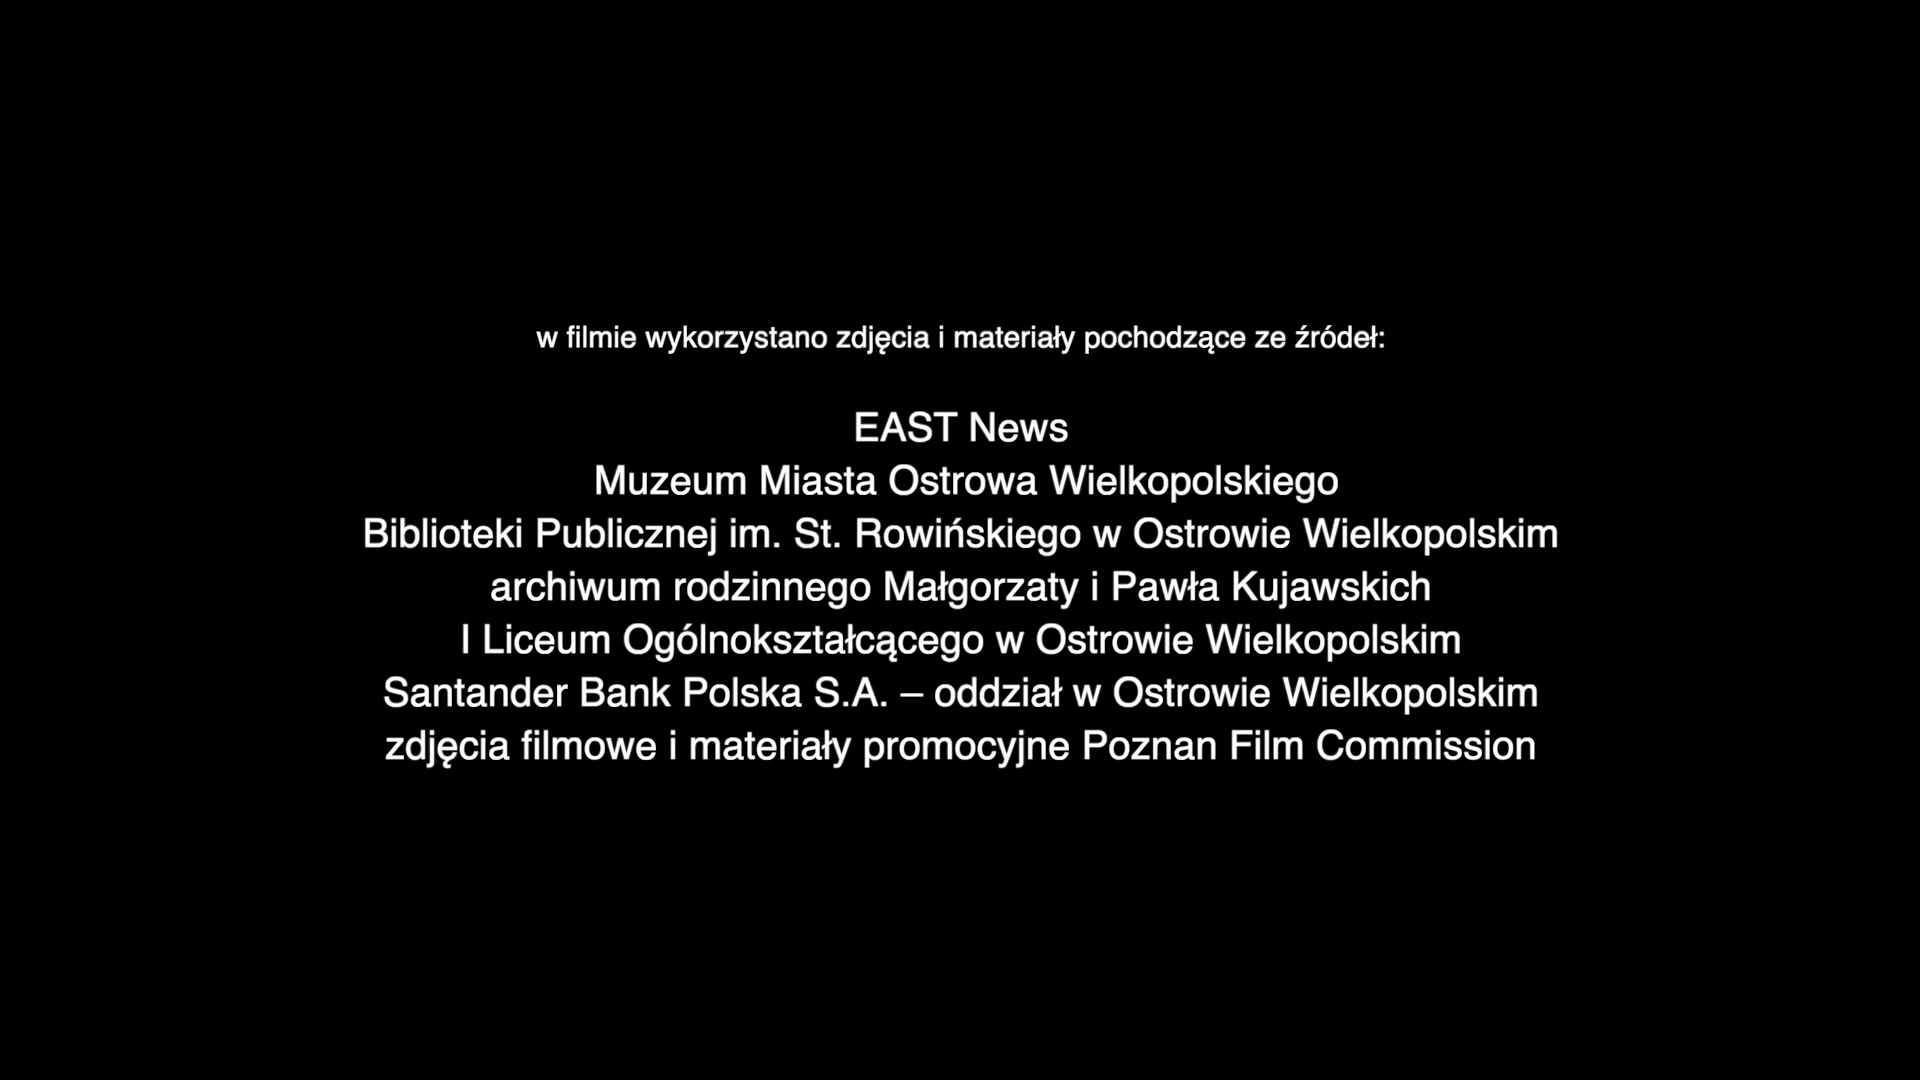 w filmie wykorzystano zdjęcia i materiały pochodzące ze źródeł:
EAST News
Muzeum Miasta Ostrowa Wielkopolskiego
Biblioteki Publicznej im. St. Rowińskiego w Ostrowie Wielkopolskim
archiwum rodzinnego Małgorzaty i Pawła Kujawskich
I Liceum Ogólnokształcącego w Ostrowie Wielkopolskim
Santander Bank Polska S.A. – oddział w Ostrowie Wielkopolskim
zdjęcia filmowe i materiały promocyjne Poznan Film Commission